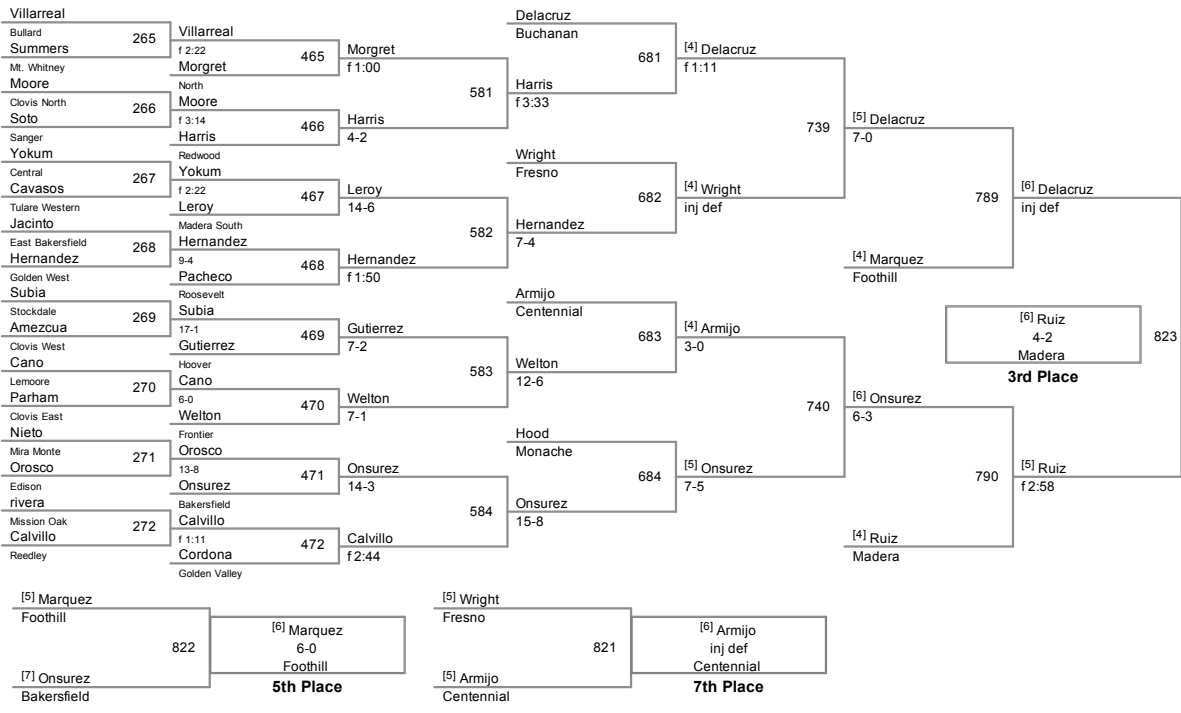 Villarreal
Bullard
265
Summers
Mt. Whitney
Moore
Clovis North
266
Soto
Sanger
Yokum
Central
267
Cavasos
Tulare Western
Jacinto
East Bakersfield
268
Hernandez
Golden West
Subia
Stockdale
269
Amezcua
Clovis West
Cano
Lemoore
270
Parham
Clovis East
Nieto
Mira Monte
271
Orosco
Edison
rivera
Mission Oak
272
Calvillo
Reedley
Villarreal
f 2:22
465
Morgret
North
Moore
f 3:14
466
Harris
Redwood
Yokum
f 2:22
467
Leroy
Madera South
Hernandez
9-4
468
Pacheco
Roosevelt
Subia
17-1
469
Gutierrez
Hoover
Cano
6-0
470
Welton
Frontier
Orosco
13-8
471
Onsurez
Bakersfield
Calvillo
f 1:11
472
Cordona
Golden Valley
Morgret
f 1:00
581
Harris
4-2
Leroy
14-6
582
Hernandez
f 1:50
Gutierrez
7-2
583
Welton
7-1
Onsurez
14-3
584
Calvillo
f 2:44
Delacruz
Buchanan
681
Harris
f 3:33
Wright
Fresno
682
Hernandez
7-4
Armijo
Centennial
683
Welton
12-6
Hood
Monache
684
Onsurez
15-8
[4] Delacruz
f 1:11
739
[4] Wright
inj def
[4] Armijo
3-0
740
[5] Onsurez
7-5
[5] Delacruz
7-0
789
[4] Marquez
Foothill
[6] Onsurez
6-3
790
[4] Ruiz
Madera
[6] Delacruz
inj def
[6] Ruiz
4-2
Madera
823
3rd Place
[5] Ruiz
f 2:58
[5] Marquez
Foothill
822
[7] Onsurez
Bakersfield
[6] Marquez
6-0
Foothill
5th Place
[5] Wright
Fresno
821
[5] Armijo
Centennial
[6] Armijo
inj def
Centennial
7th Place